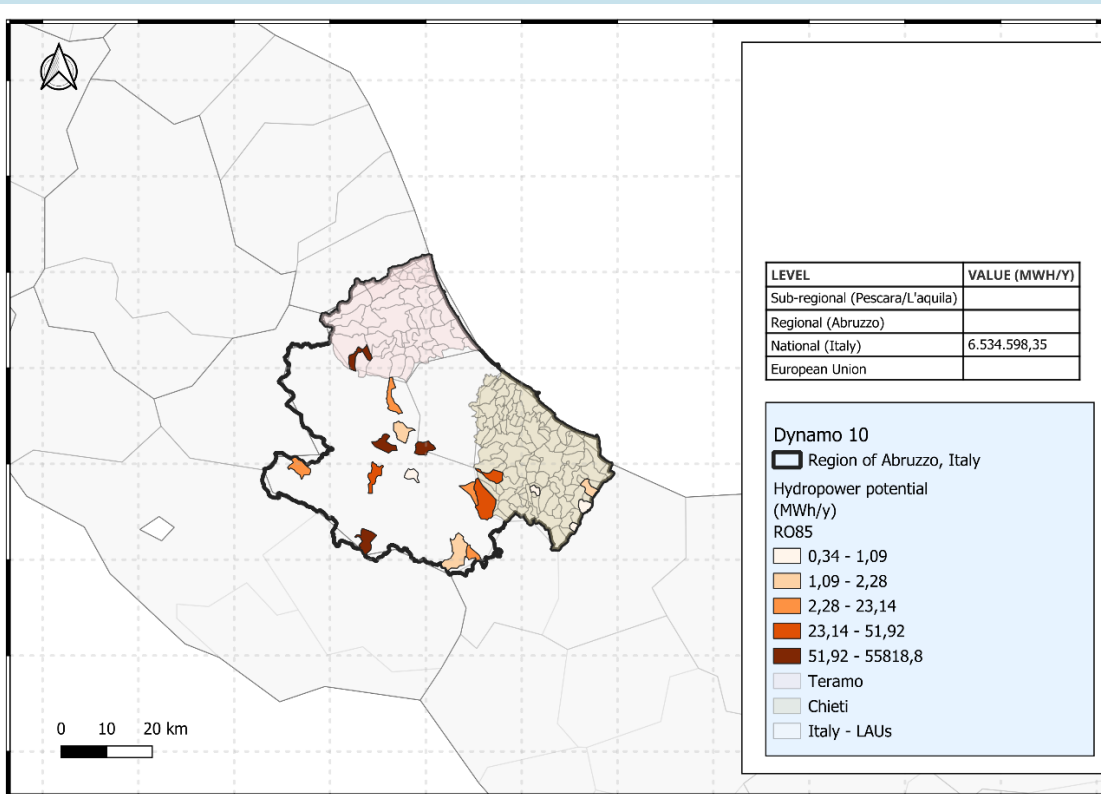 LEVEL VALUE (MWH/Y)
Sub-regional (Pescara/L'aquila)
Regional (Abruzzo)
National (Italy) 6.534.598,35
European Union
Dynamo 10
Region of Abruzzo, Italy
Hydropower potential
(MWh/y)
RO85
0,34 - 1,09
1,09 - 2,28
2,28 - 23,14
23,14 - 51,92
51,92 - 55818,8
Teramo
Chieti
Italy - LAUs
0 10 20 km